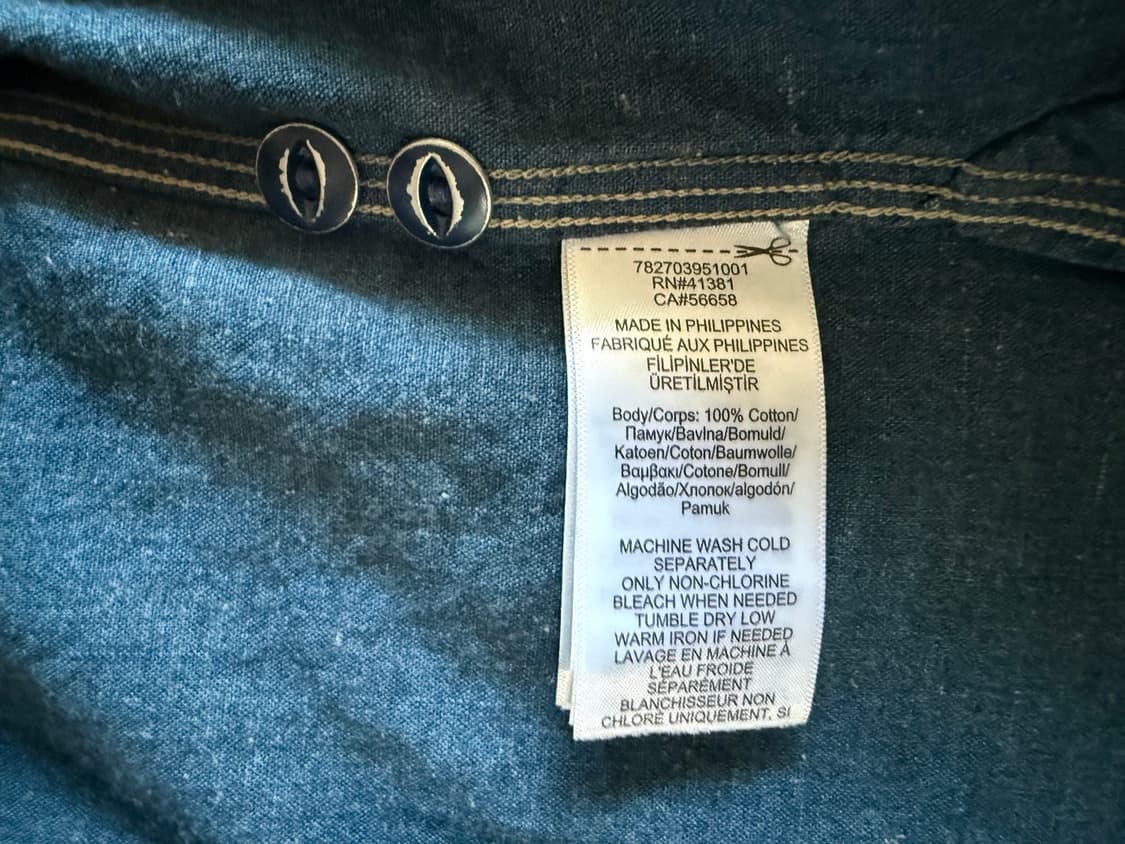 782703951001
RN#41381
CA#56658
MADE IN PHILIPPINES
FABRIQUÉ AUX PHILIPPINES
FİLİPİNLER'DE
ÜRETİLMİŞTİR
Body/Corps: 100% Cotton/
Памук/Bavlna/Bomuld/
Katoen/Coton/Baumwolle/
Βαμβακι/Cotone/Bomull/
Algodão/Хлопок/algodón/
Pamuk
MACHINE WASH COLD
SEPARATELY
ONLY NON-CHLORINE
BLEACH WHEN NEEDED
TUMBLE DRY LOW
WARM IRON IF NEEDED
LAVAGE EN MACHINE À
L'EAU FROIDE
SÉPARÉMENT
BLANCHISSEUR NON
CHLORÉ UNIQUEMENT, SI